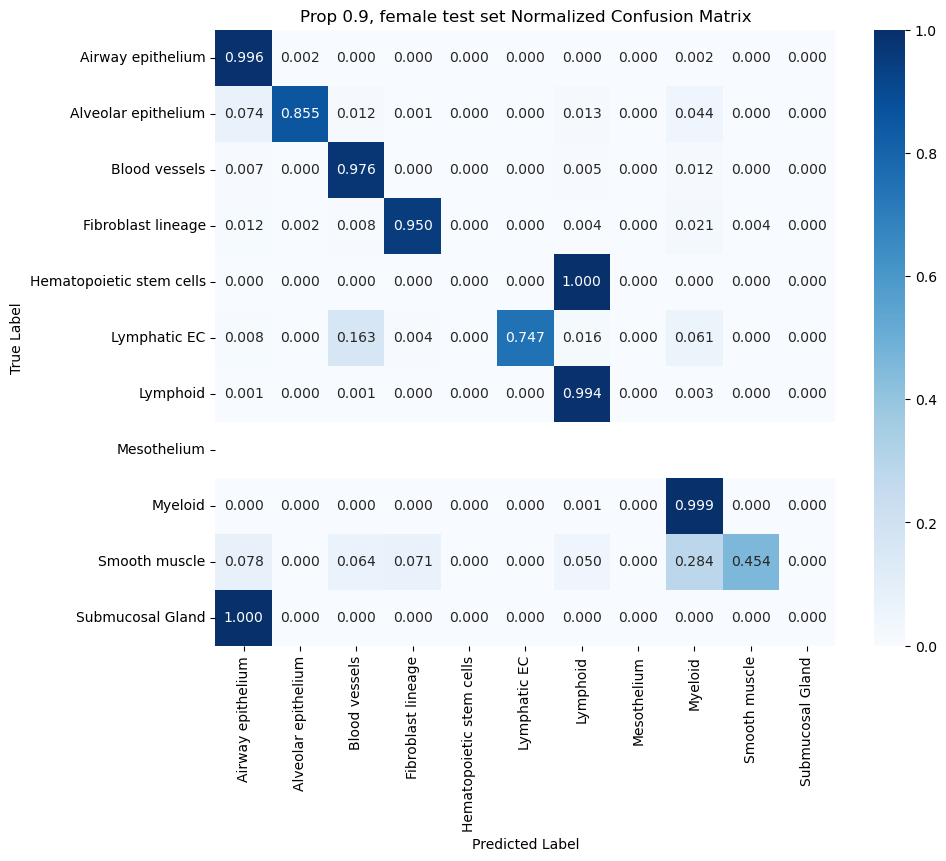 Prop 0.9, female test set Normalized Confusion Matrix
Airway epithelium 0.996 0.002 0.000 0.000 0.000 0.000 0.000 0.000 0.002 0.000 0.000
Alveolar epithelium 0.074 0.855 0.012 0.001 0.000 0.000 0.013 0.000 0.044 0.000 0.000
Blood vessels 0.007 0.000 0.976 0.000 0.000 0.000 0.005 0.000 0.012 0.000 0.000
Fibroblast lineage 0.012 0.002 0.008 0.950 0.000 0.000 0.004 0.000 0.021 0.004 0.000
Hematopoietic stem cells 0.000 0.000 0.000 0.000 0.000 0.000 1.000 0.000 0.000 0.000 0.000
Lymphatic EC 0.008 0.000 0.163 0.004 0.000 0.747 0.016 0.000 0.061 0.000 0.000
Lymphoid 0.001 0.000 0.001 0.000 0.000 0.000 0.994 0.000 0.003 0.000 0.000
Mesothelium
Myeloid 0.000 0.000 0.000 0.000 0.000 0.000 0.001 0.000 0.999 0.000 0.000
Smooth muscle 0.078 0.000 0.064 0.071 0.000 0.000 0.050 0.000 0.284 0.454 0.000
Submucosal Gland 1.000 0.000 0.000 0.000 0.000 0.000 0.000 0.000 0.000 0.000 0.000
True Label
Airway epithelium
Alveolar epithelium
Blood vessels
Fibroblast lineage
Hematopoietic stem cells
Lymphatic EC
Lymphoid
Mesothelium
Myeloid
Smooth muscle
Submucosal Gland
Predicted Label
1.0
0.8
0.6
0.4
0.2
0.0